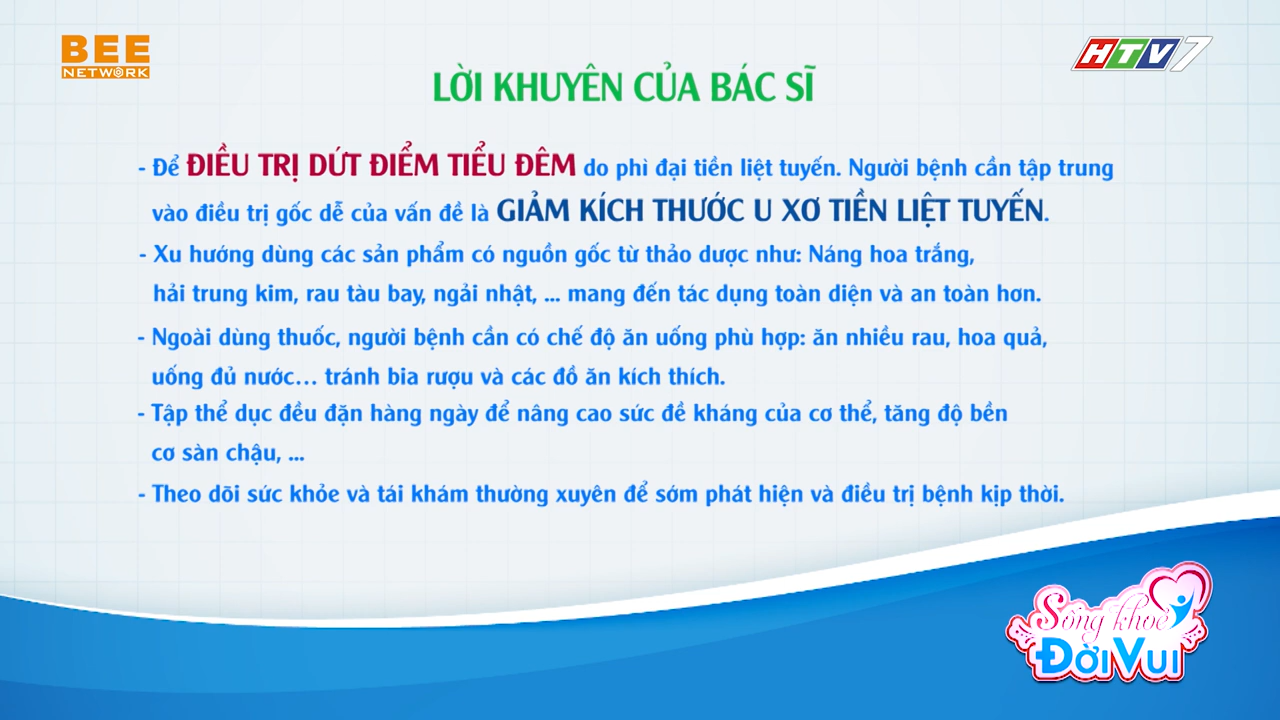 BEE
NETWORK
HTV7
LỜI KHUYÊN CỦA BÁC SĨ
- Để ĐIỀU TRỊ DỨT ĐIỂM TIỂU ĐÊM do phì đại tiền liệt tuyến. Người bệnh cần tập trung
vào điều trị gốc dễ của vấn đề là GIẢM KÍCH THƯỚC U XƠ TIỀN LIỆT TUYẾN.
- Xu hướng dùng các sản phẩm có nguồn gốc từ thảo dược như: Náng hoa trắng,
hải trung kim, rau tàu bay, ngải nhật, ... mang đến tác dụng toàn diện và an toàn hơn.
- Ngoài dùng thuốc, người bệnh cần có chế độ ăn uống phù hợp: ăn nhiều rau, hoa quả,
uống đủ nước... tránh bia rượu và các đồ ăn kích thích.
- Tập thể dục đều đặn hàng ngày để nâng cao sức đề kháng của cơ thể, tăng độ bền
cơ sàn chậu, ...
- Theo dõi sức khỏe và tái khám thường xuyên để sớm phát hiện và điều trị bệnh kịp thời.
Sống khoẻ
ĐỜI VUI